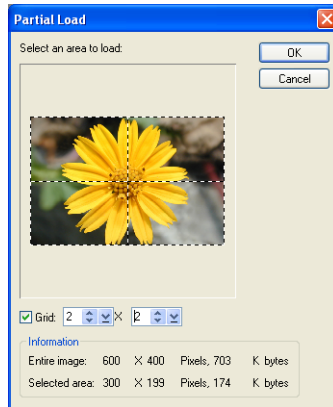 Partial Load
Select an area to load:
OK
Cancel
Grid: 2 X 2
Information
Entire image: 600 X 400 Pixels, 703 K bytes
Selected area: 300 X 199 Pixels, 174 K bytes